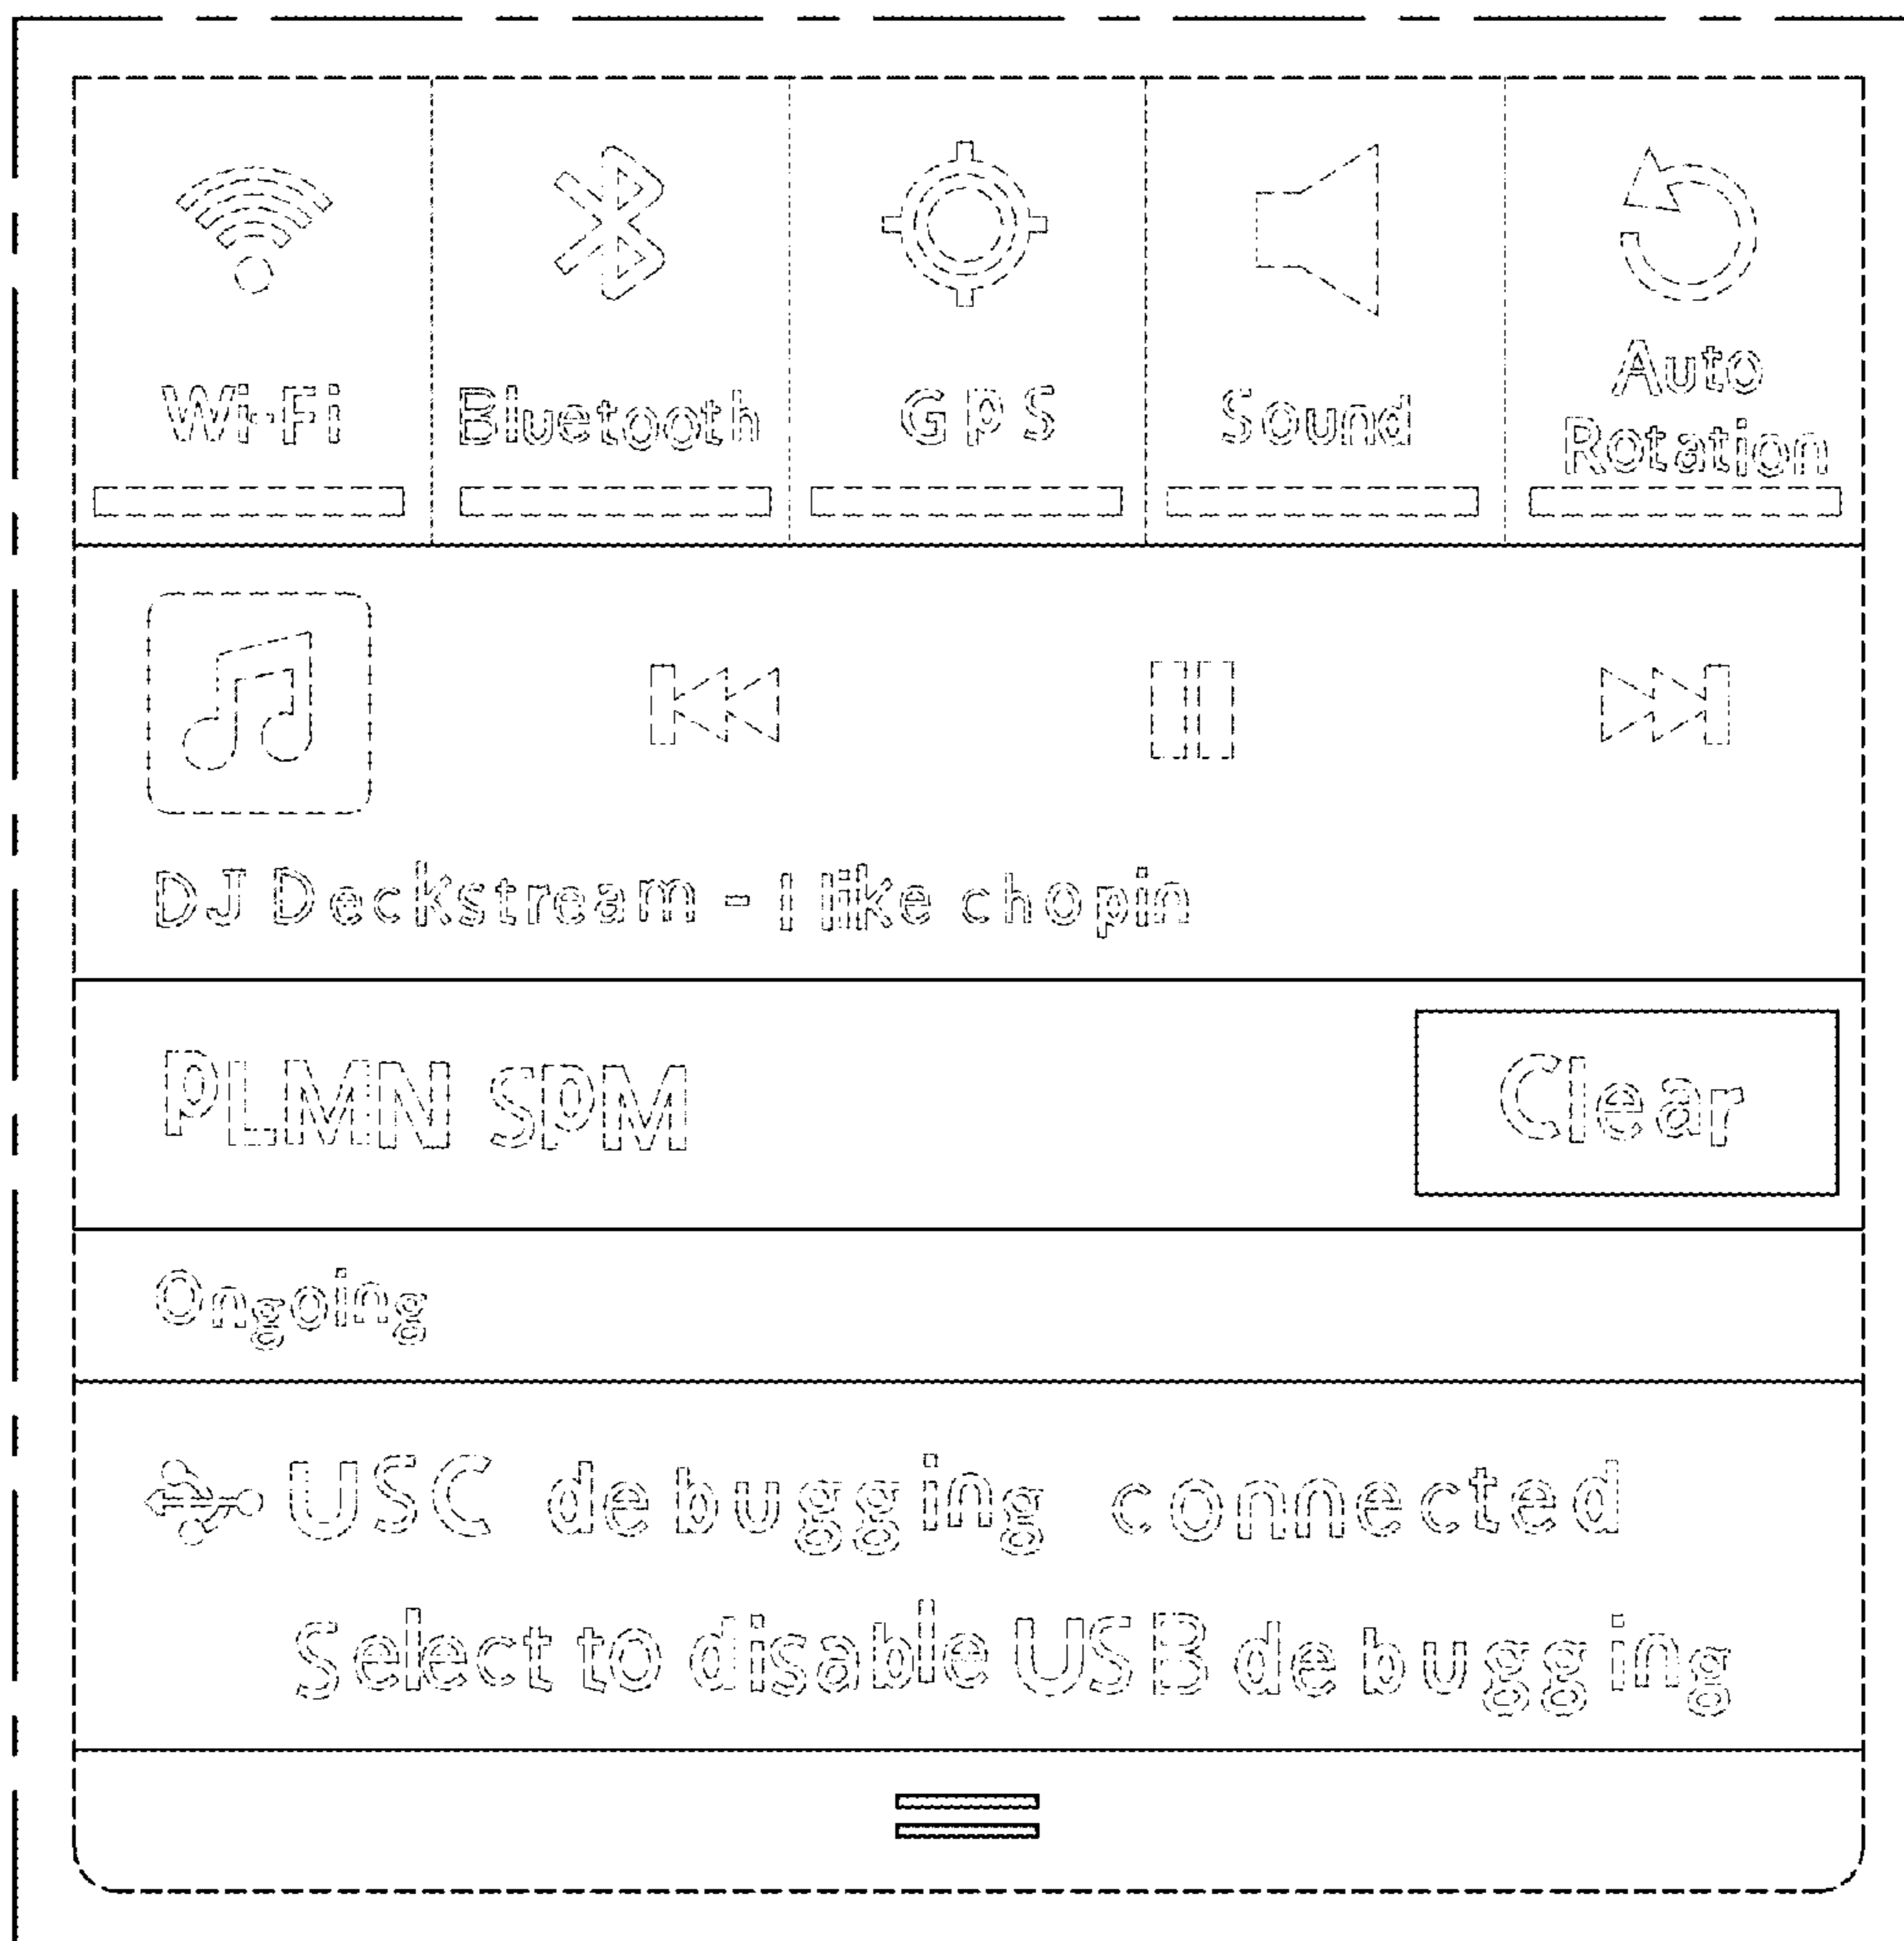 Wi-Fi Bluetooth GPS Sound Auto
Rotation
DJ Deckstream - I like chopin
PLMN SPM Clear
Ongoing
USC debugging connected
Select to disable USB debugging